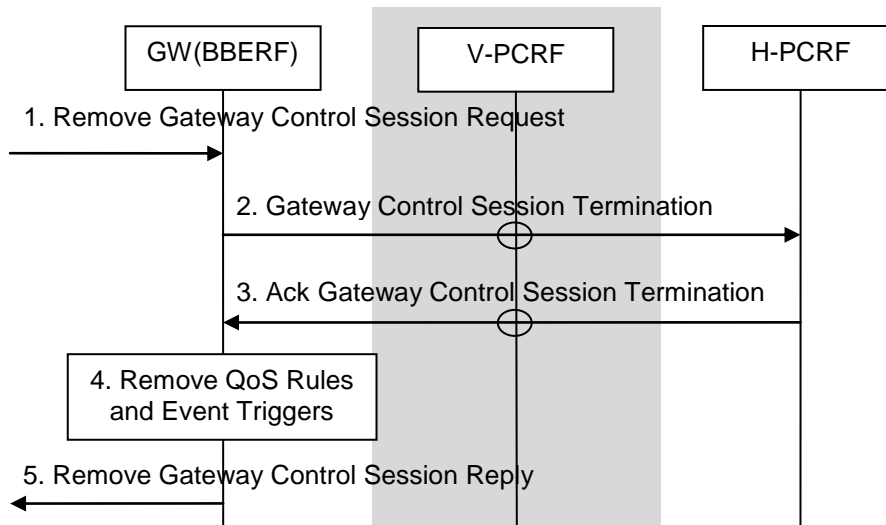 GW(BBERF)
V-PCRF
H-PCRF
1. Remove Gateway Control Session Request
2. Gateway Control Session Termination
3. Ack Gateway Control Session Termination
4. Remove QoS Rules
and Event Triggers
5. Remove Gateway Control Session Reply